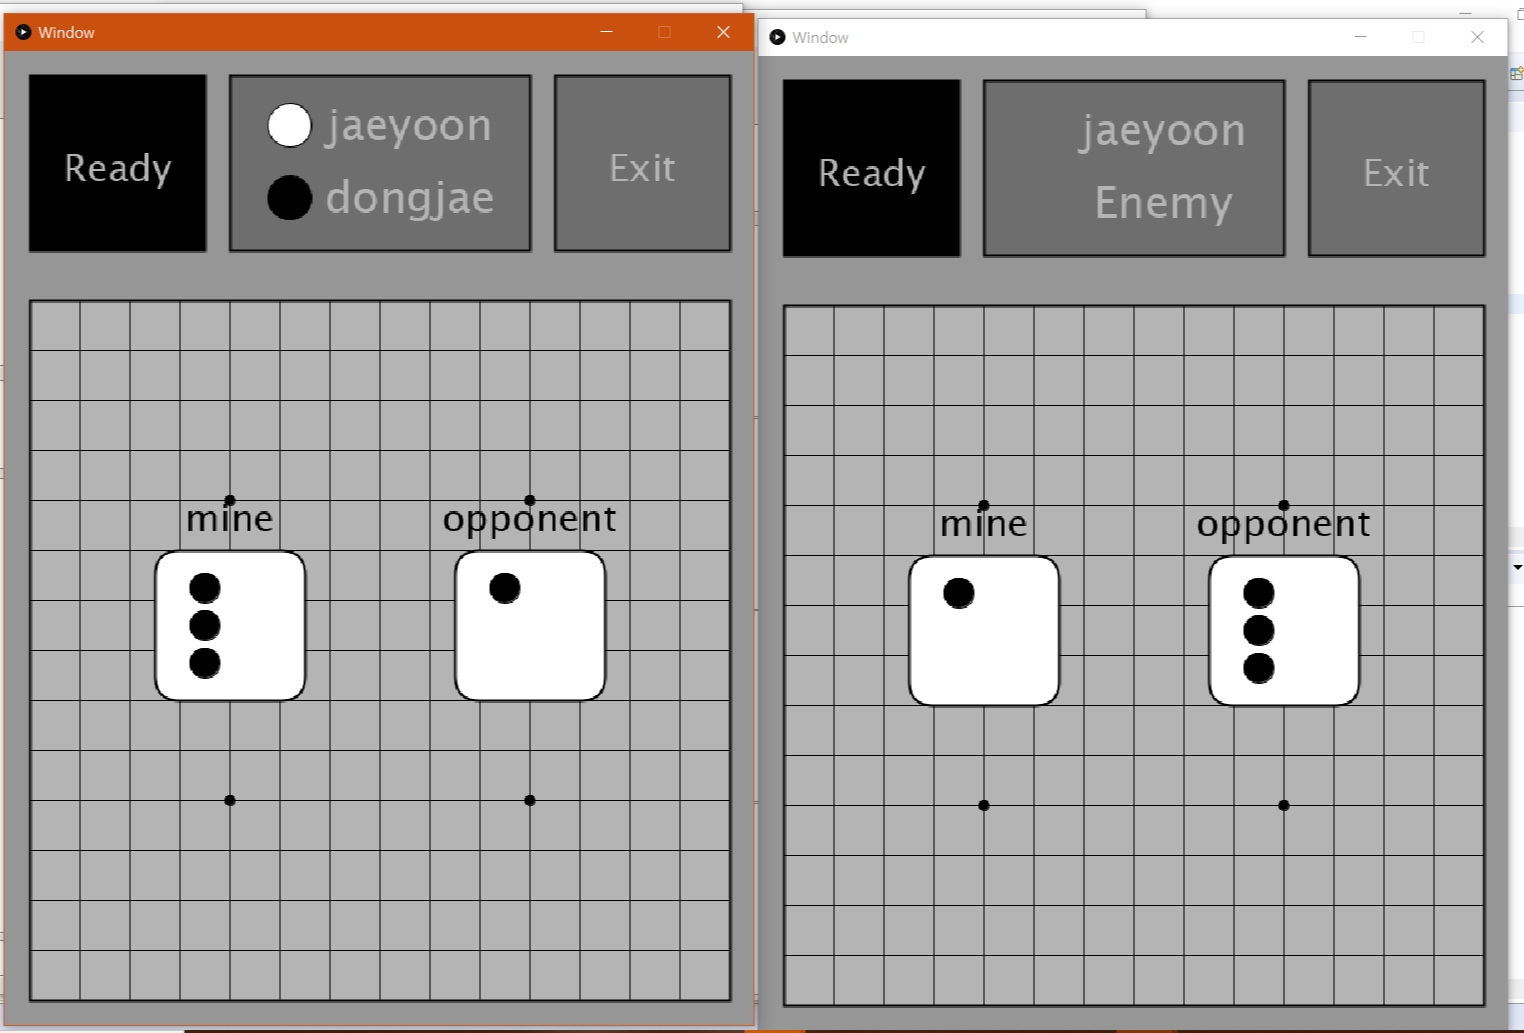 Window
Ready
jaeyoon
dongjae
Exit
mine
opponent
Window
Ready
jaeyoon
Enemy
Exit
mine
opponent